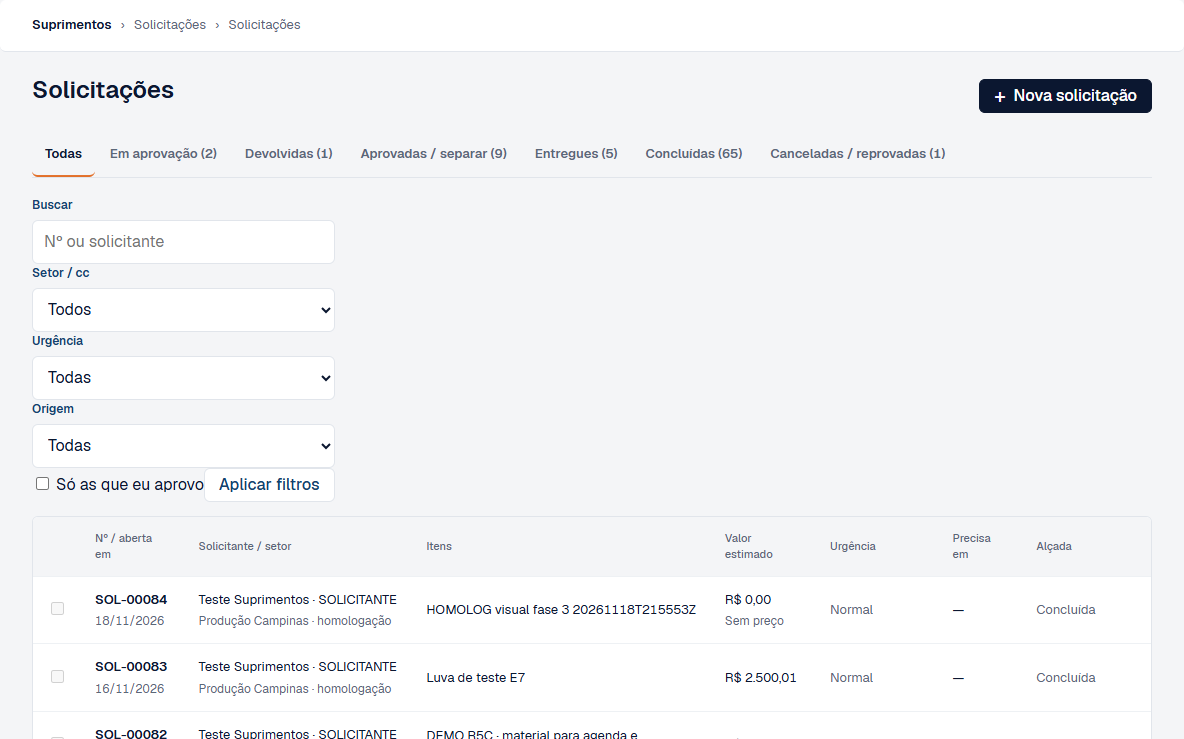 Suprimentos › Solicitações › Solicitações
Solicitações
+ Nova solicitação
Todas Em aprovação (2) Devolvidas (1) Aprovadas / separar (9) Entregues (5) Concluídas (65) Canceladas / reprovadas (1)
Buscar
Nº ou solicitante
Setor / cc
Todos
Urgência
Todas
Origem
Todas
Só as que eu aprovo Aplicar filtros
Nº / aberta em Solicitante / setor Itens Valor estimado Urgência Precisa em Alçada
SOL-00084 Teste Suprimentos · SOLICITANTE HOMOLOG visual fase 3 20261118T215553Z R$ 0,00 Normal — Concluída
18/11/2026 Produção Campinas · homologação Sem preço
SOL-00083 Teste Suprimentos · SOLICITANTE Luva de teste E7 R$ 2.500,01 Normal — Concluída
16/11/2026 Produção Campinas · homologação
SOL-00082 Teste Suprimentos · SOLICITANTE DEMO R5C · material para agenda e